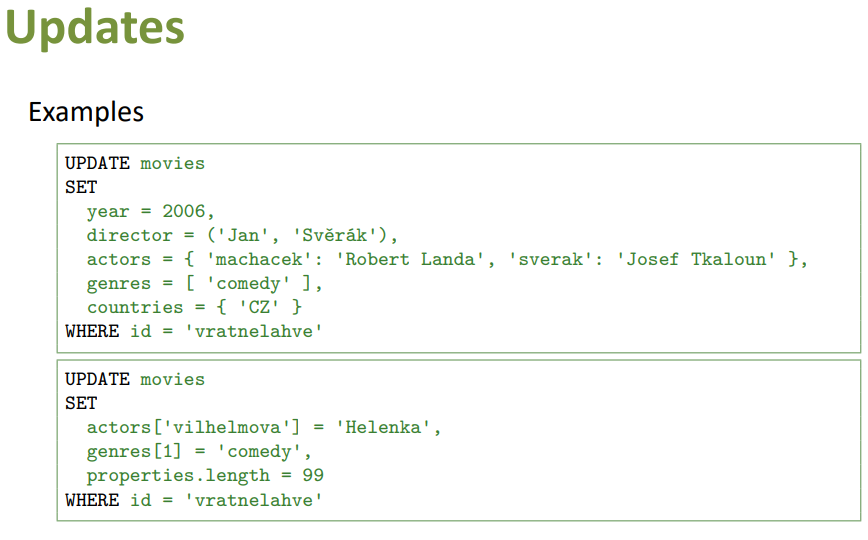 Updates
Examples
UPDATE movies
SET
year = 2006,
director = ('Jan', 'Svěrák'),
actors = { 'machacek': 'Robert Landa', 'sverak': 'Josef Tkaloun' },
genres = [ 'comedy' ],
countries = { 'CZ' }
WHERE id = 'vratnelahve'
UPDATE movies
SET
actors['vilhelmova'] = 'Helenka',
genres[1] = 'comedy',
properties.length = 99
WHERE id = 'vratnelahve'